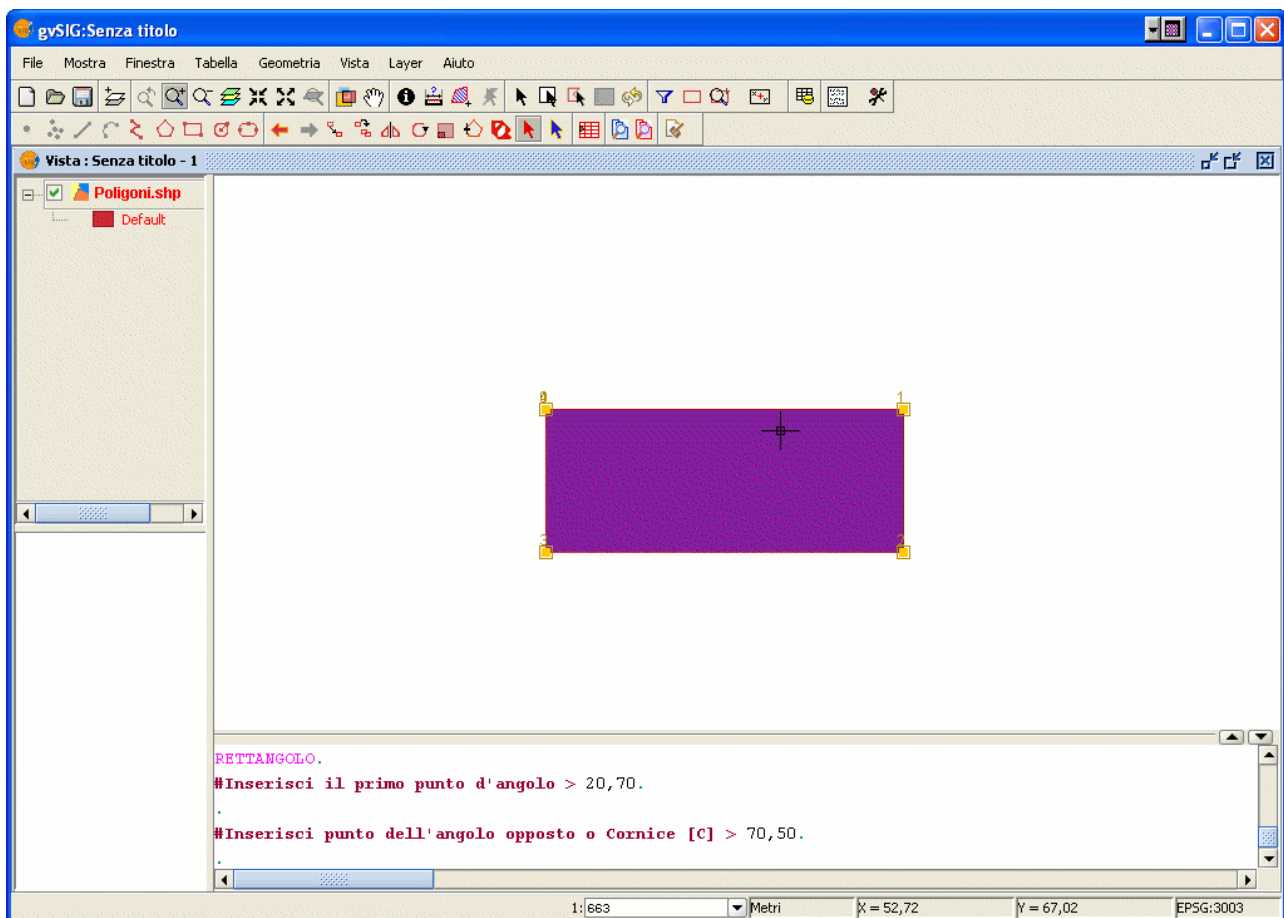 gvSIG:Senza titolo
File Mostra Finestra Tabella Geometria Vista Layer Aiuto
Vista : Senza titolo - 1
Poligoni.shp
Default
1
3
2
RETTANGOLO.
#Inserisci il primo punto d'angolo > 20,70.
.
#Inserisci punto dell'angolo opposto o Cornice [C] > 70,50.
.
1: 663 Metri X = 52,72 Y = 67,02 EPSG:3003